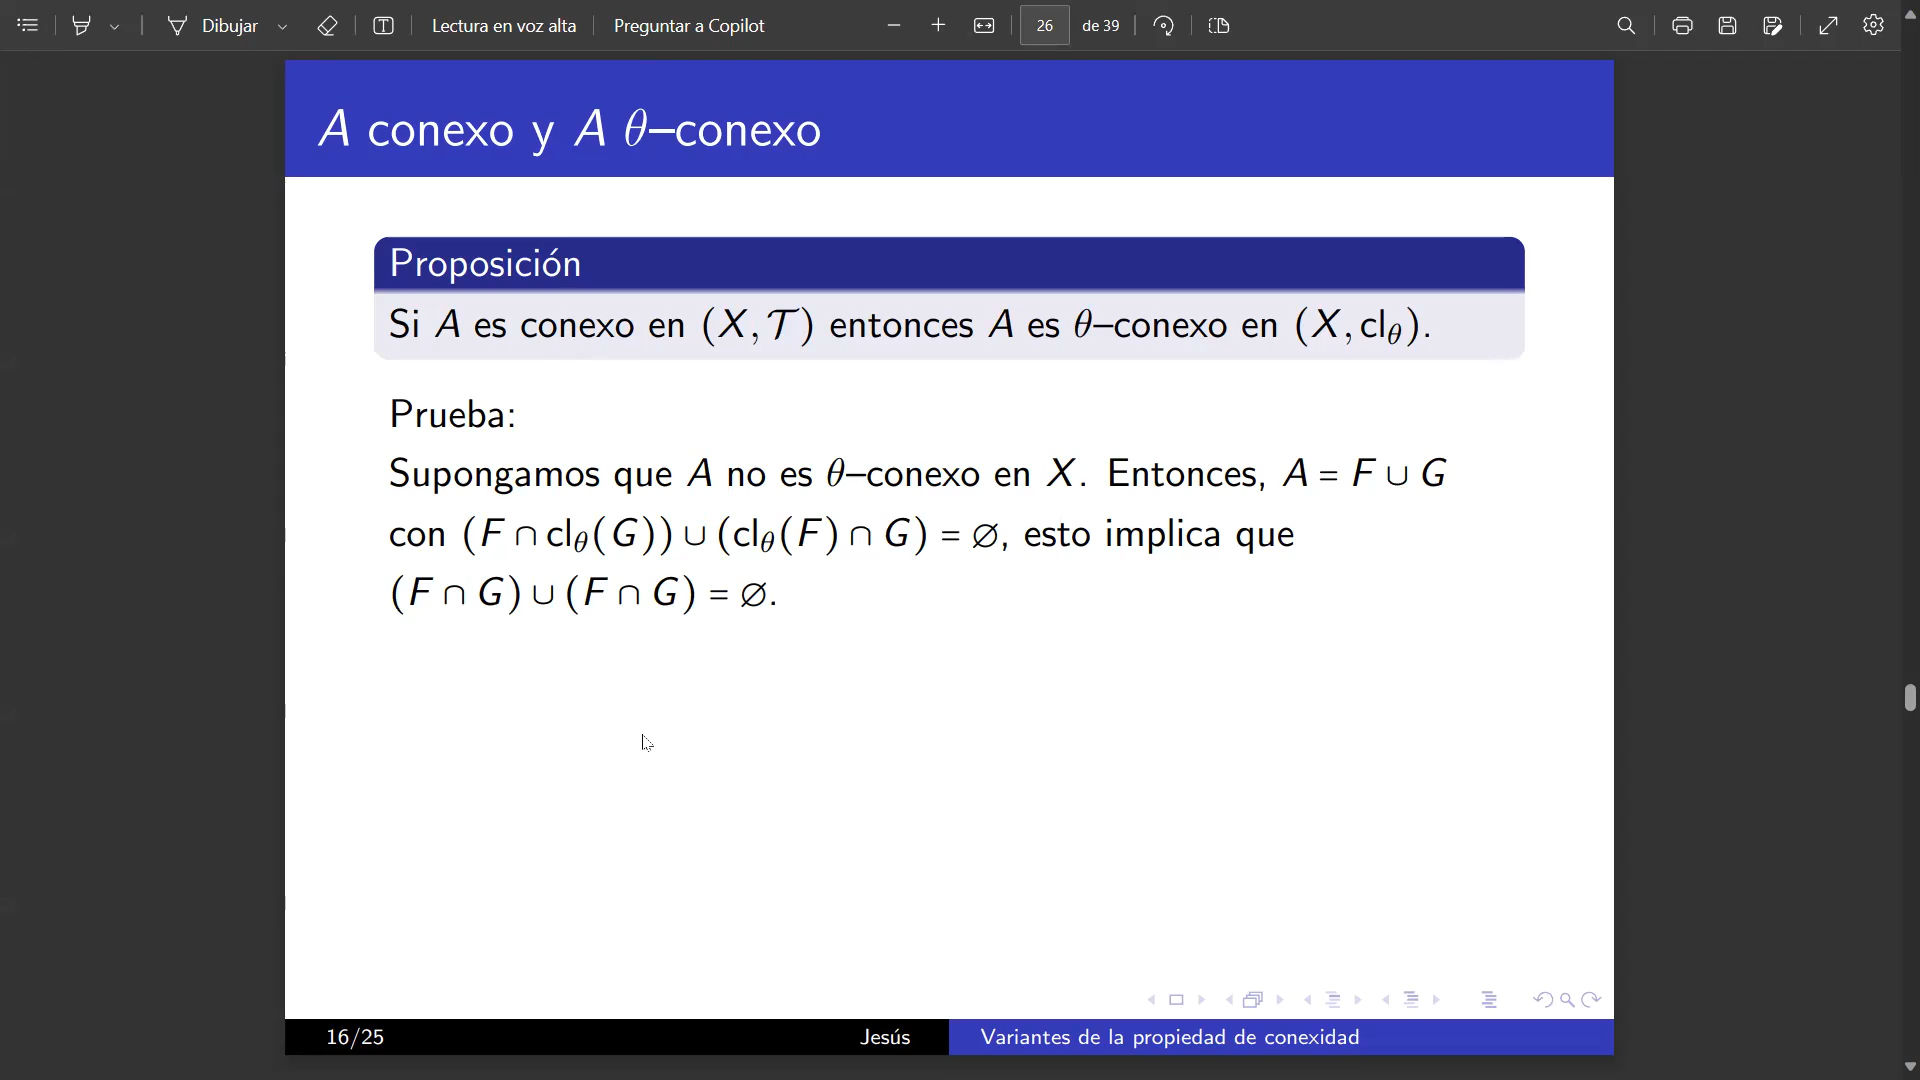 Dibujar Lectura en voz alta Preguntar a Copilot 26 de 39
A conexo y A θ–conexo
Proposición
Si A es conexo en (X, 𝒯) entonces A es θ–conexo en (X, cl_θ).
Prueba:
Supongamos que A no es θ–conexo en X. Entonces, A = F ∪ G
con (F ∩ cl_θ(G)) ∪ (cl_θ(F) ∩ G) = ∅, esto implica que
(F ∩ G) ∪ (F ∩ G) = ∅.
16/25 Jesús Variantes de la propiedad de conexidad